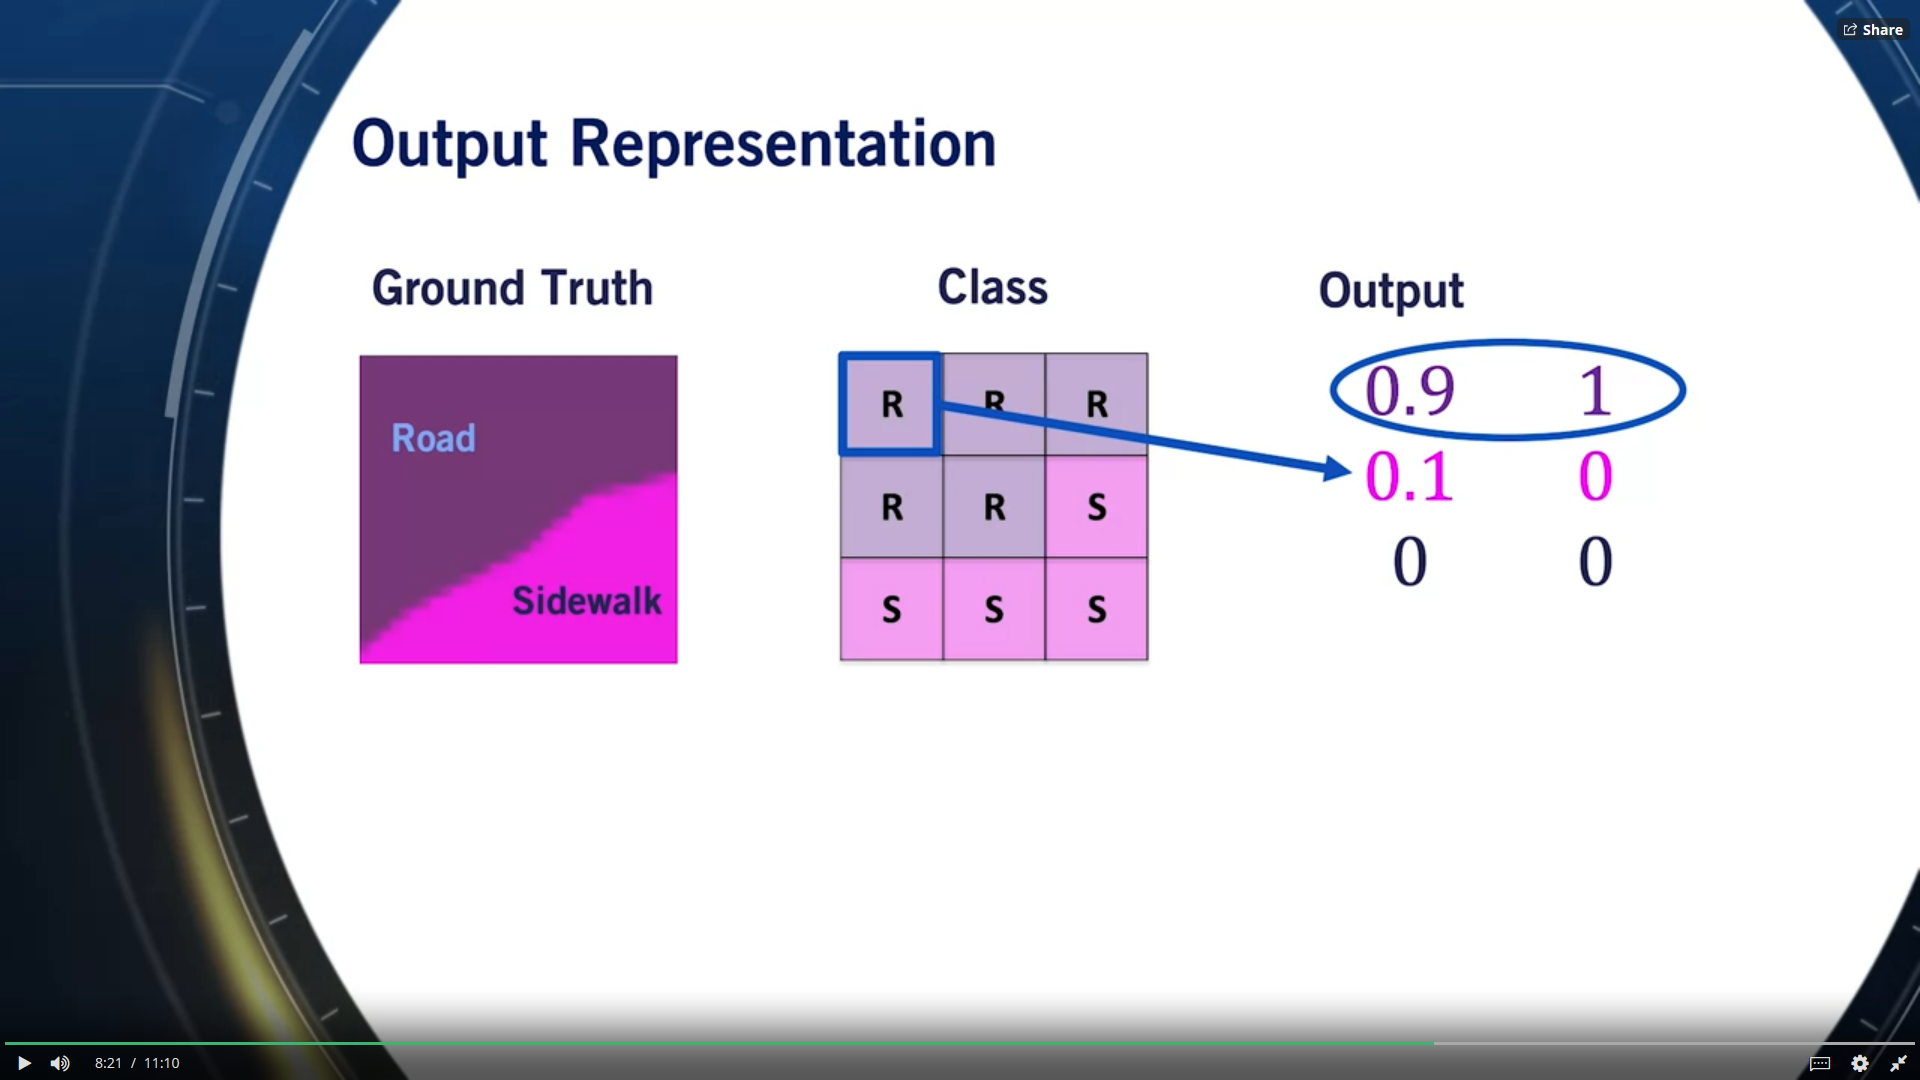 Share
Output Representation
Ground Truth
Class
Output
Road
Sidewalk
R R R
R R S
S S S
0.9 1
0.1 0
0 0
8:21 / 11:10